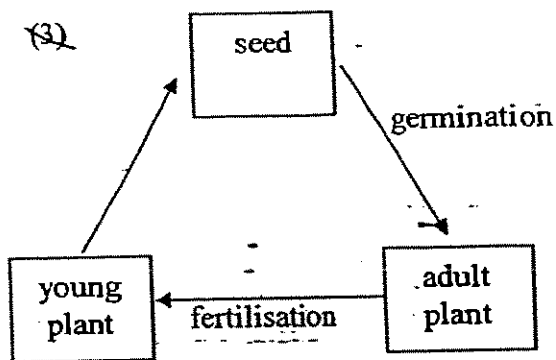 (3)
seed
germination
young
plant
fertilisation
adult
plant